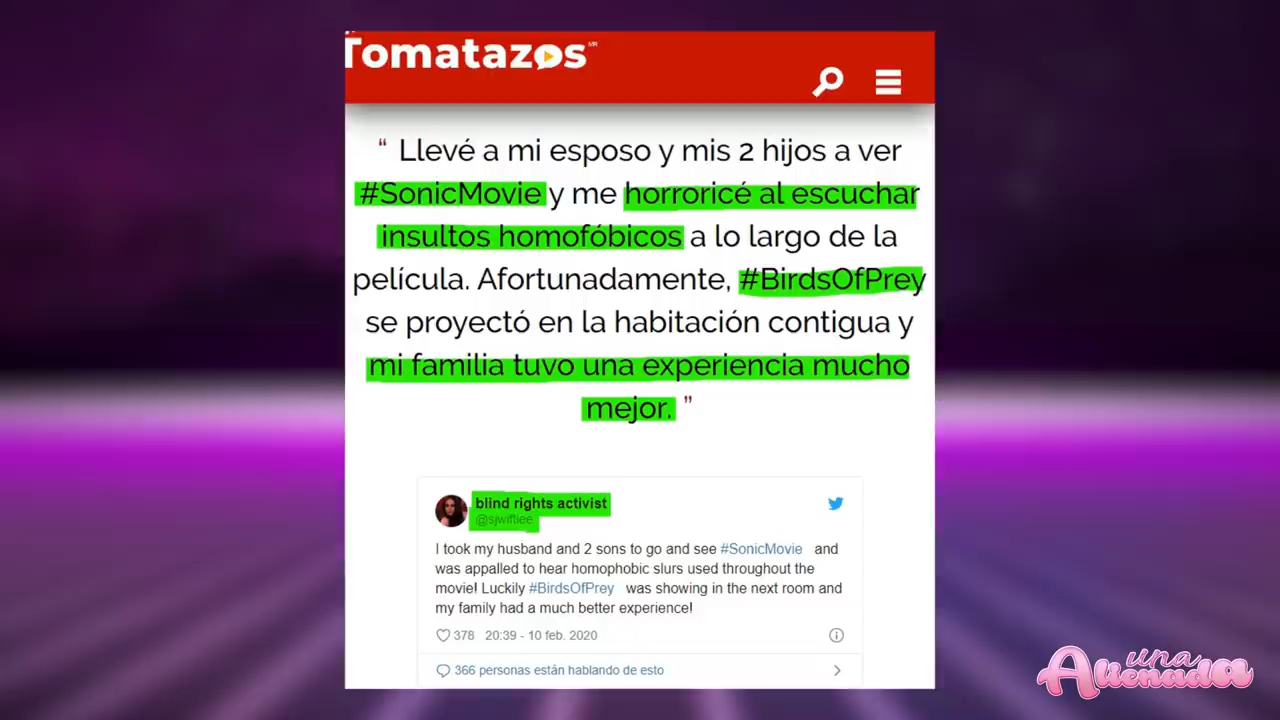 Tomatazos MR
“ Llevé a mi esposo y mis 2 hijos a ver
#SonicMovie y me horroricé al escuchar
insultos homofóbicos a lo largo de la
película. Afortunadamente, #BirdsOfPrey
se proyectó en la habitación contigua y
mi familia tuvo una experiencia mucho
mejor. ”
blind rights activist
@sjwiftiee
I took my husband and 2 sons to go and see #SonicMovie and
was appalled to hear homophobic slurs used throughout the
movie! Luckily #BirdsOfPrey was showing in the next room and
my family had a much better experience!
378 20:39 - 10 feb. 2020
366 personas están hablando de esto
una
Alienada